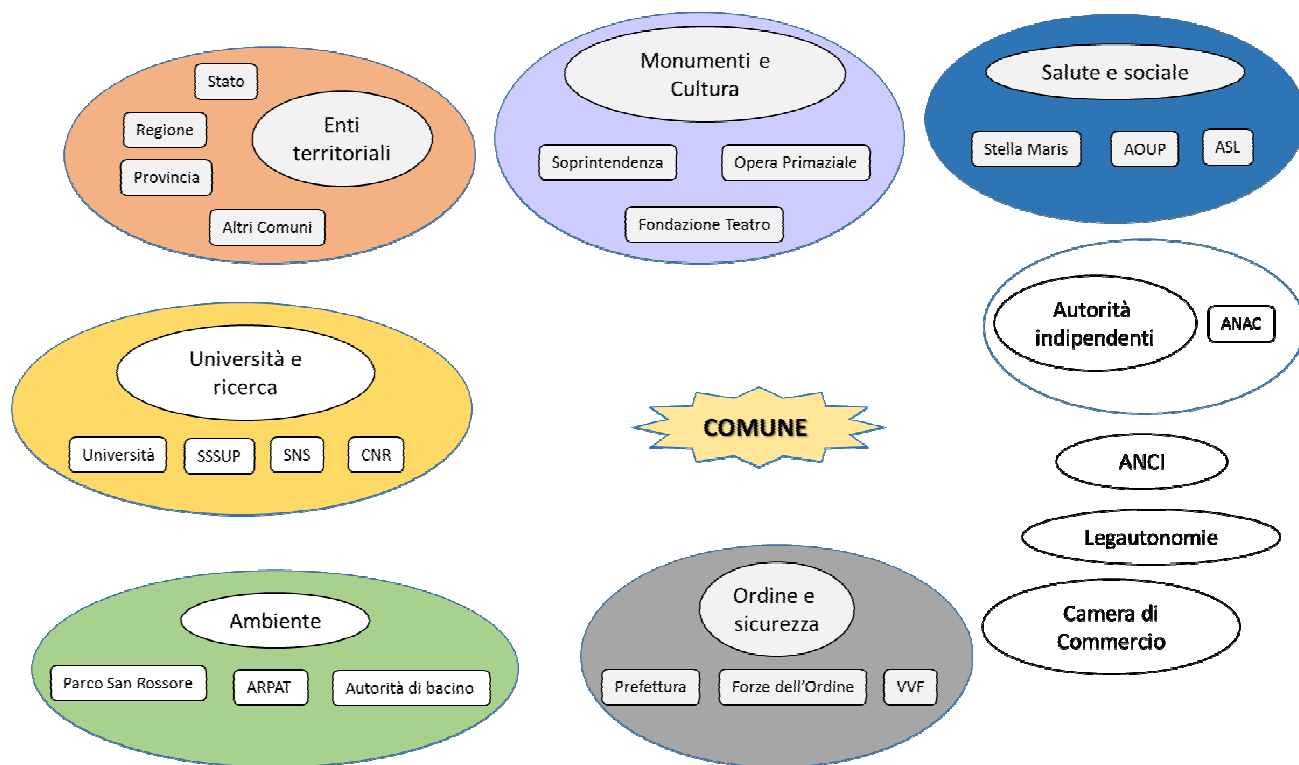 Stato
Regione
Provincia
Enti
territoriali
Altri Comuni
Monumenti e
Cultura
Soprintendenza
Opera Primaziale
Fondazione Teatro
Salute e sociale
Stella Maris
AOUP
ASL
Autorità
indipendenti
ANAC
Università e
ricerca
Università
SSSUP
SNS
CNR
COMUNE
ANCI
Legautonomie
Camera di
Commercio
Ambiente
Parco San Rossore
ARPAT
Autorità di bacino
Ordine e
sicurezza
Prefettura
Forze dell'Ordine
VVF